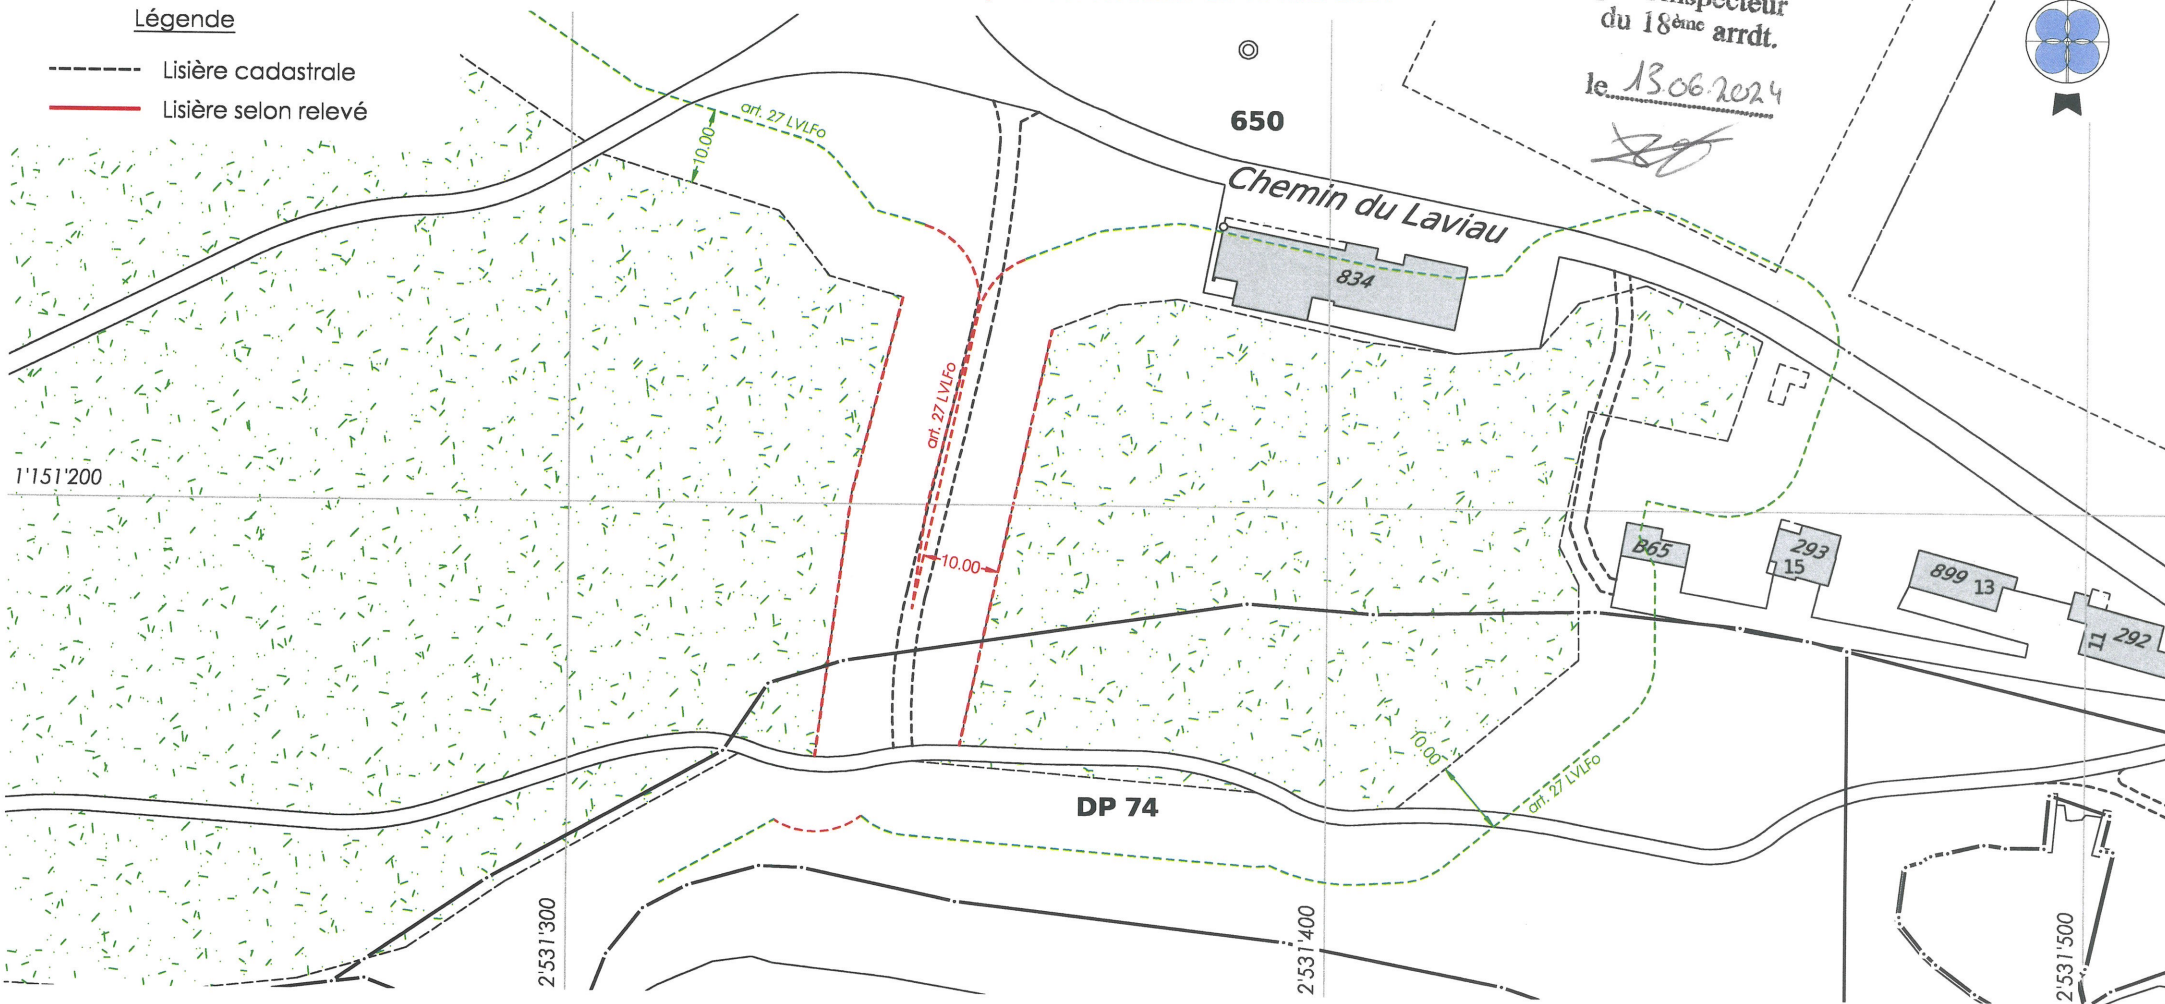 Légende
Lisière cadastrale
Lisière selon relevé
du 18ème arrdt.
le 13.06.2024
650
Chemin du Laviau
834
art. 27 LVLFo
10.00
art. 27 LVLFo
10.00
1'151'200
B65
293
15
899 13
11 292
10.00
art. 27 LVLFo
DP 74
2'531'300
2'531'400
2'531'500